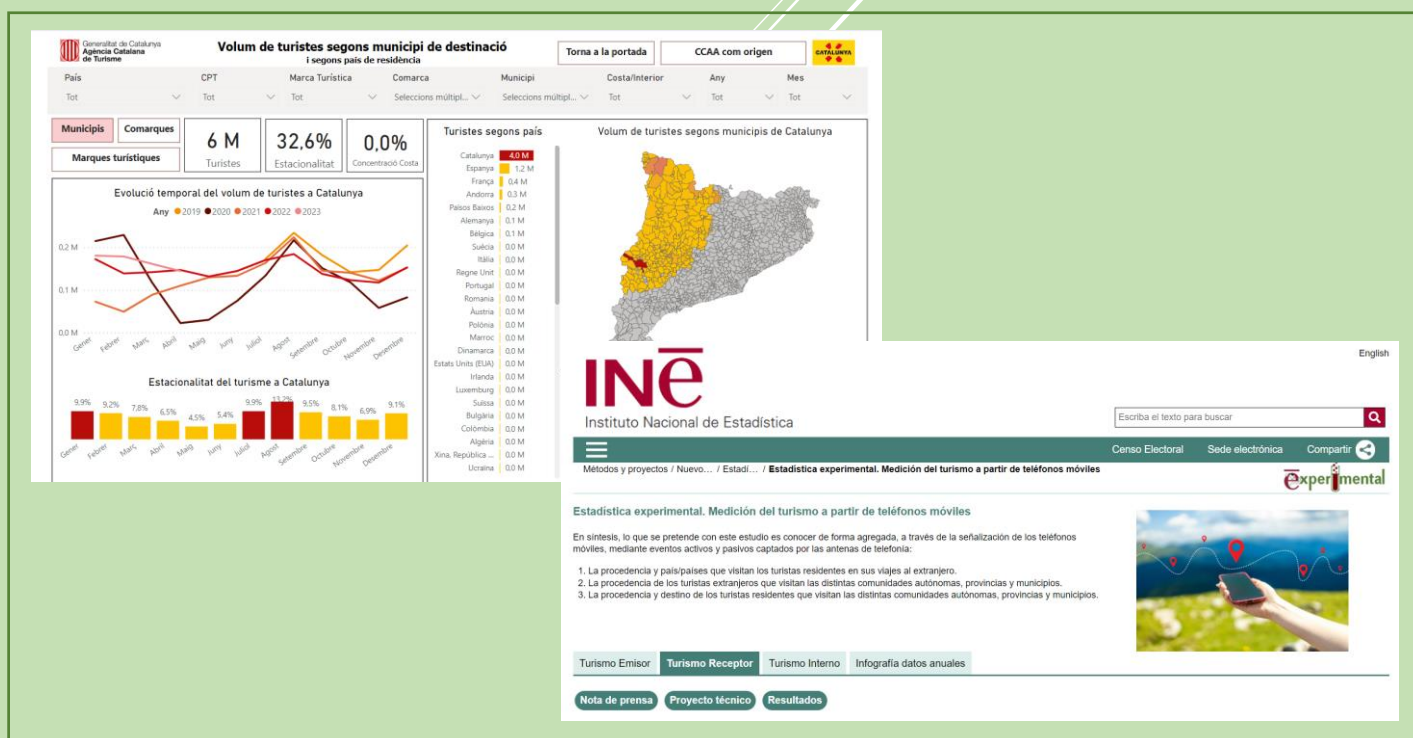 Generalitat de Catalunya
Agència Catalana
de Turisme
Volum de turistes segons municipi de destinació
i segons país de residència
Torna a la portada
CCAA com origen
CATALUNYA
País
CPT
Marca Turística
Comarca
Municipi
Costa/Interior
Any
Mes
Tot
Tot
Tot
Seleccions múltipl...
Seleccions múltipl...
Tot
Tot
Tot
Municipis
Comarques
Marques turístiques
6 M
Turistes
32,6%
Estacionalitat
0,0%
Concentració Costa
Evolució temporal del volum de turistes a Catalunya
Any 2019 2020 2021 2022 2023
0,2 M
0,1 M
0,0 M
Gener Febrer Març Abril Maig Juny Juliol Agost Setembre Octubre Novembre Desembre
Estacionalitat del turisme a Catalunya
9,9% 9,2% 7,8% 6,5% 4,5% 5,4% 9,9% 13,2% 9,5% 8,1% 6,9% 9,1%
Gener Febrer Març Abril Maig Juny Juliol Agost Setembre Octubre Novembre Desembre
Turistes segons país
Catalunya 4,0 M
Espanya 1,2 M
França 0,4 M
Andorra 0,3 M
Països Baixos 0,2 M
Alemanya 0,1 M
Bèlgica 0,1 M
Suècia 0,0 M
Itàlia 0,0 M
Regne Unit 0,0 M
Portugal 0,0 M
Romania 0,0 M
Àustria 0,0 M
Polònia 0,0 M
Marroc 0,0 M
Dinamarca 0,0 M
Estats Units (EUA) 0,0 M
Irlanda 0,0 M
Luxemburg 0,0 M
Suïssa 0,0 M
Bulgària 0,0 M
Colòmbia 0,0 M
Algèria 0,0 M
Xina, República ... 0,0 M
Ucraïna 0,0 M
Volum de turistes segons municipis de Catalunya
INe
Instituto Nacional de Estadística
English
Escriba el texto para buscar
Censo Electoral
Sede electrónica
Compartir
Métodos y proyectos / Nuevo... / Estadí... / Estadística experimental. Medición del turismo a partir de teléfonos móviles
experimental
Estadística experimental. Medición del turismo a partir de teléfonos móviles
En síntesis, lo que se pretende con este estudio es conocer de forma agregada, a través de la señalización de los teléfonos
móviles, mediante eventos activos y pasivos captados por las antenas de telefonía:
1. La procedencia y país/países que visitan los turistas residentes en sus viajes al extranjero.
2. La procedencia de los turistas extranjeros que visitan las distintas comunidades autónomas, provincias y municipios.
3. La procedencia y destino de los turistas residentes que visitan las distintas comunidades autónomas, provincias y municipios.
Turismo Emisor
Turismo Receptor
Turismo Interno
Infografía datos anuales
Nota de prensa
Proyecto técnico
Resultados